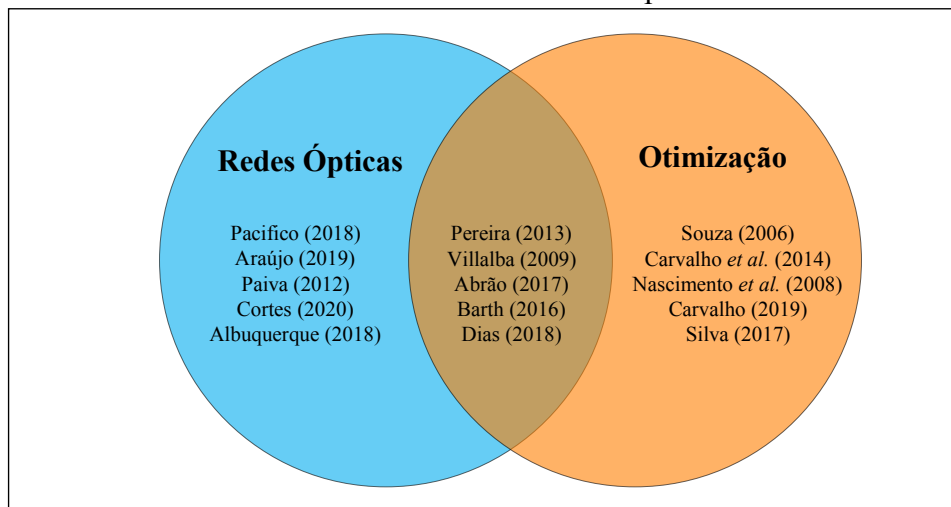 Redes Ópticas
Pacifico (2018)
Araújo (2019)
Paiva (2012)
Cortes (2020)
Albuquerque (2018)
Pereira (2013)
Villalba (2009)
Abrão (2017)
Barth (2016)
Dias (2018)
Otimização
Souza (2006)
Carvalho et al. (2014)
Nascimento et al. (2008)
Carvalho (2019)
Silva (2017)